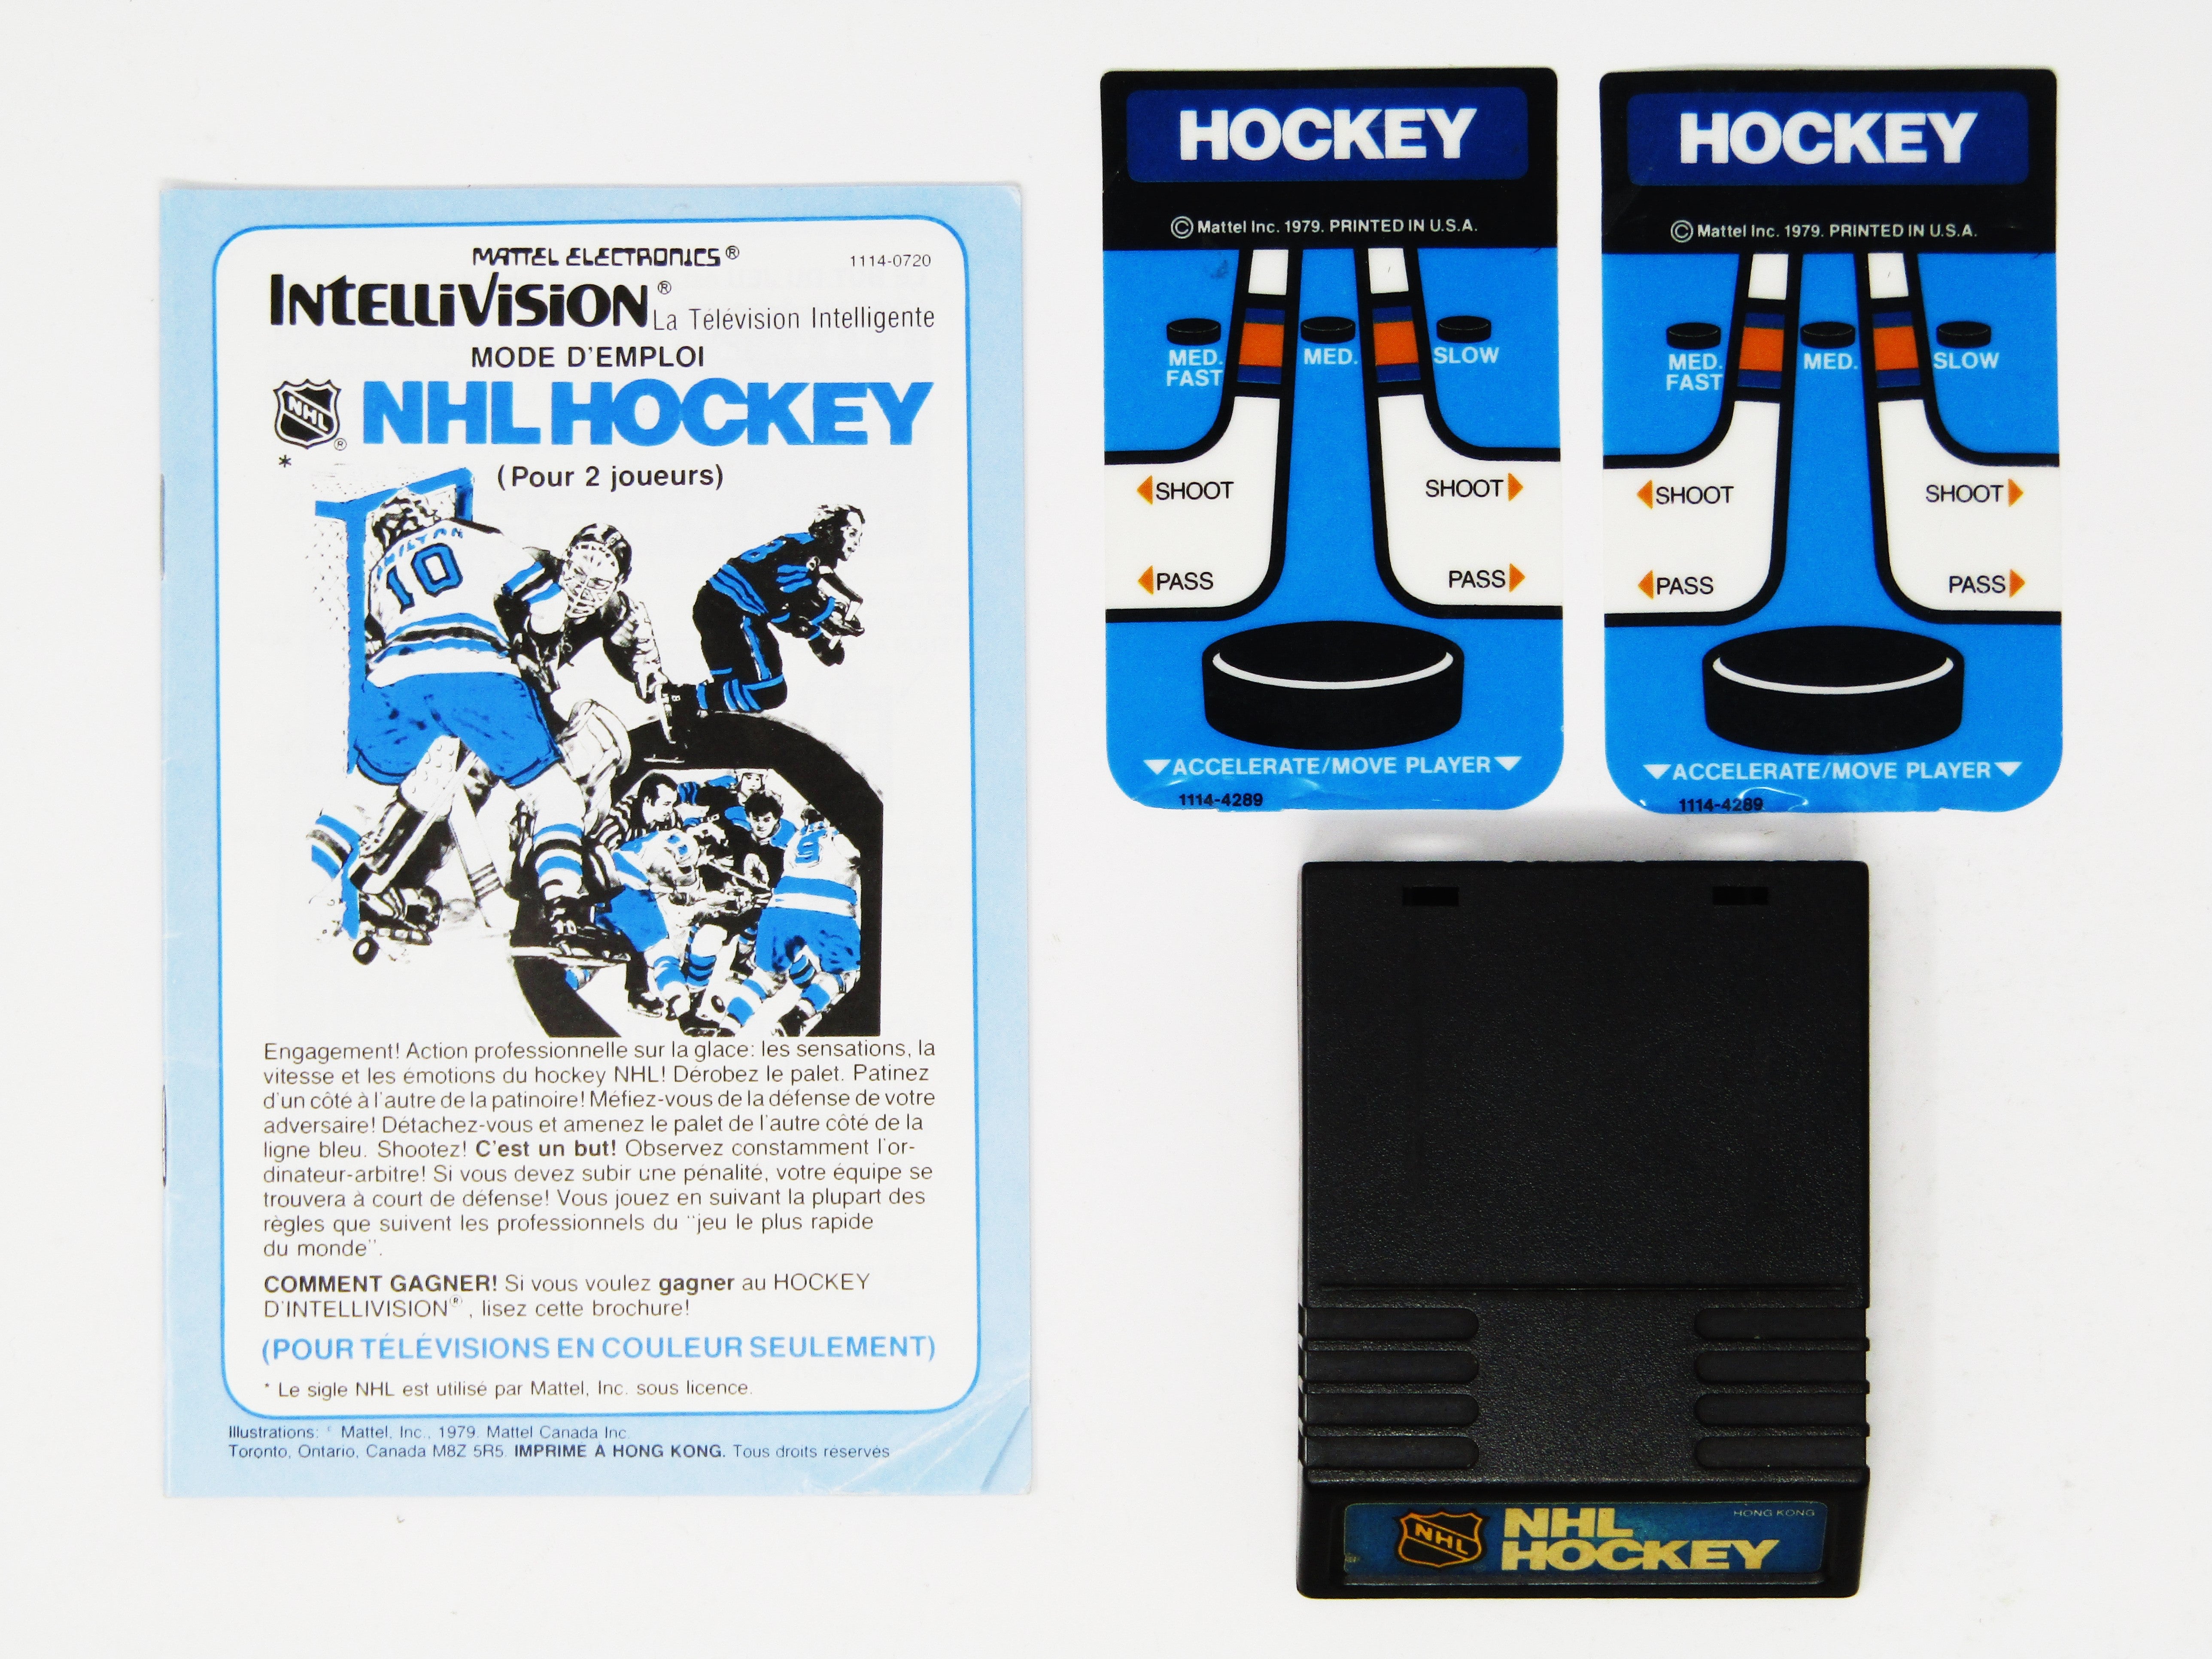 MATTEL ELECTRONICS®
1114-0720
INTELLIVISION® La Télévision Intelligente
MODE D'EMPLOI
NHL® NHL HOCKEY
*
(Pour 2 joueurs)
10
9
Engagement! Action professionnelle sur la glace: les sensations, la
vitesse et les émotions du hockey NHL! Dérobez le palet. Patinez
d'un côté à l'autre de la patinoire! Méfiez-vous de la défense de votre
adversaire! Détachez-vous et amenez le palet de l'autre côté de la
ligne bleu. Shootez! C'est un but! Observez constamment l'or-
dinateur-arbitre! Si vous devez subir une pénalité, votre équipe se
trouvera à court de défense! Vous jouez en suivant la plupart des
règles que suivent les professionnels du "jeu le plus rapide
du monde".
COMMENT GAGNER! Si vous voulez gagner au HOCKEY
D'INTELLIVISION®, lisez cette brochure!
(POUR TÉLÉVISIONS EN COULEUR SEULEMENT)
* Le sigle NHL est utilisé par Mattel, Inc. sous licence.
Illustrations: © Mattel, Inc., 1979. Mattel Canada Inc.
Toronto, Ontario, Canada M8Z 5R5. IMPRIME A HONG KONG. Tous droits réservés
HOCKEY
© Mattel Inc. 1979. PRINTED IN U.S.A.
MED. FAST
MED.
SLOW
SHOOT
SHOOT
PASS
PASS
ACCELERATE/MOVE PLAYER
1114-4289
HOCKEY
© Mattel Inc. 1979. PRINTED IN U.S.A.
MED. FAST
MED.
SLOW
SHOOT
SHOOT
PASS
PASS
ACCELERATE/MOVE PLAYER
1114-4289
HONG KONG
NHL
NHL
HOCKEY